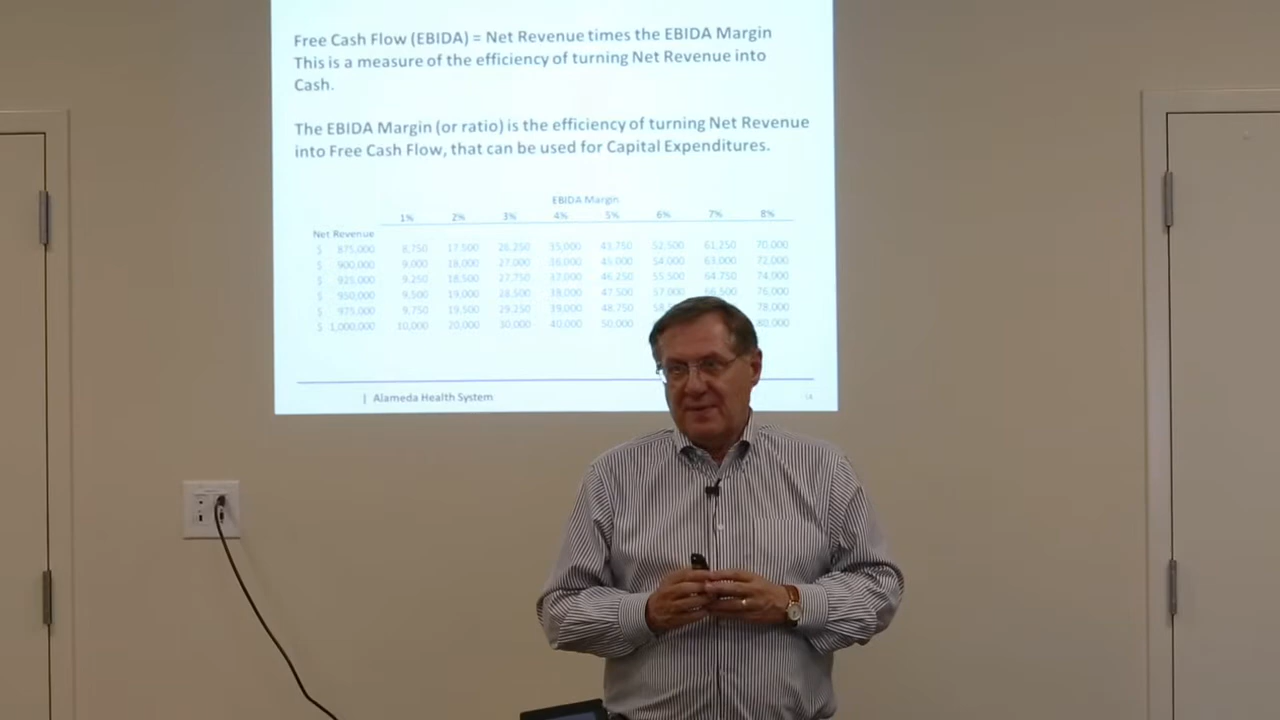 Free Cash Flow (EBIDA) = Net Revenue times the EBIDA Margin
This is a measure of the efficiency of turning Net Revenue into
Cash.
The EBIDA Margin (or ratio) is the efficiency of turning Net Revenue
into Free Cash Flow, that can be used for Capital Expenditures.
EBIDA Margin
1% 2% 3% 4% 5% 6% 7% 8%
Net Revenue
$ 875,000 8,750 17,500 26,250 35,000 43,750 52,500 61,250 70,000
$ 900,000 9,000 18,000 27,000 36,000 45,000 54,000 63,000 72,000
$ 925,000 9,250 18,500 27,750 37,000 46,250 55,500 64,750 74,000
$ 950,000 9,500 19,000 28,500 38,000 47,500 57,000 66,500 76,000
$ 975,000 9,750 19,500 29,250 39,000 48,750 78,000
$ 1,000,000 10,000 20,000 30,000 40,000 50,000 80,000
| Alameda Health System